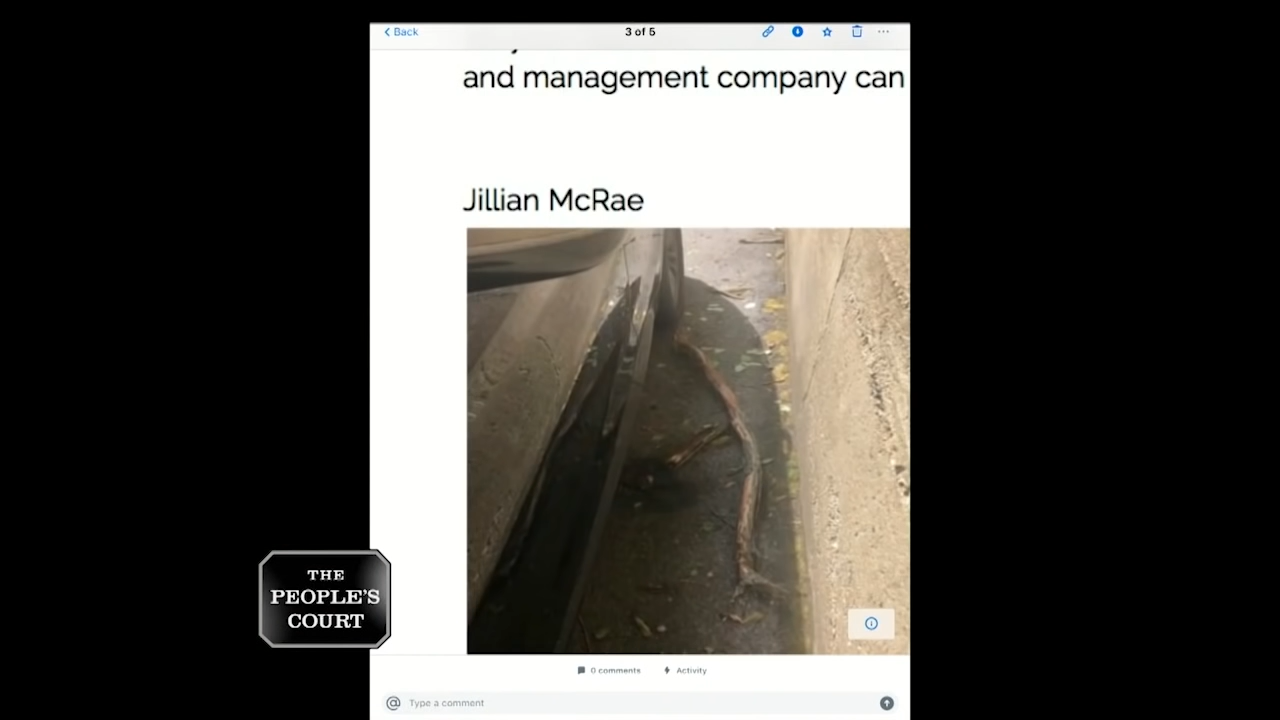 Back
3 of 5
and management company can
Jillian McRae
THE
PEOPLE'S
COURT
0 comments
Activity
@ Type a comment